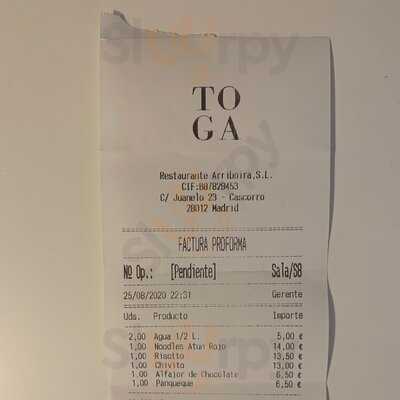 TO
GA
Restaurante Arriboira,S.L.
CIF:B87829453
C/ Juanelo 23 - Cascorro
28012 Madrid
FACTURA PROFORMA
Nº Op.: [Pendiente] Sala/S8
25/08/2020 22:31 Gerente
Uds. Producto Importe
2,00 Agua 1/2 L. 5,00 €
1,00 Noodles Atun Rojo 14,00 €
1,00 Risotto 13,50 €
1,00 Chivito 13,00 €
1,00 Alfajor de Chocolate 6,50 €
1,00 Panqueque 6,50 €